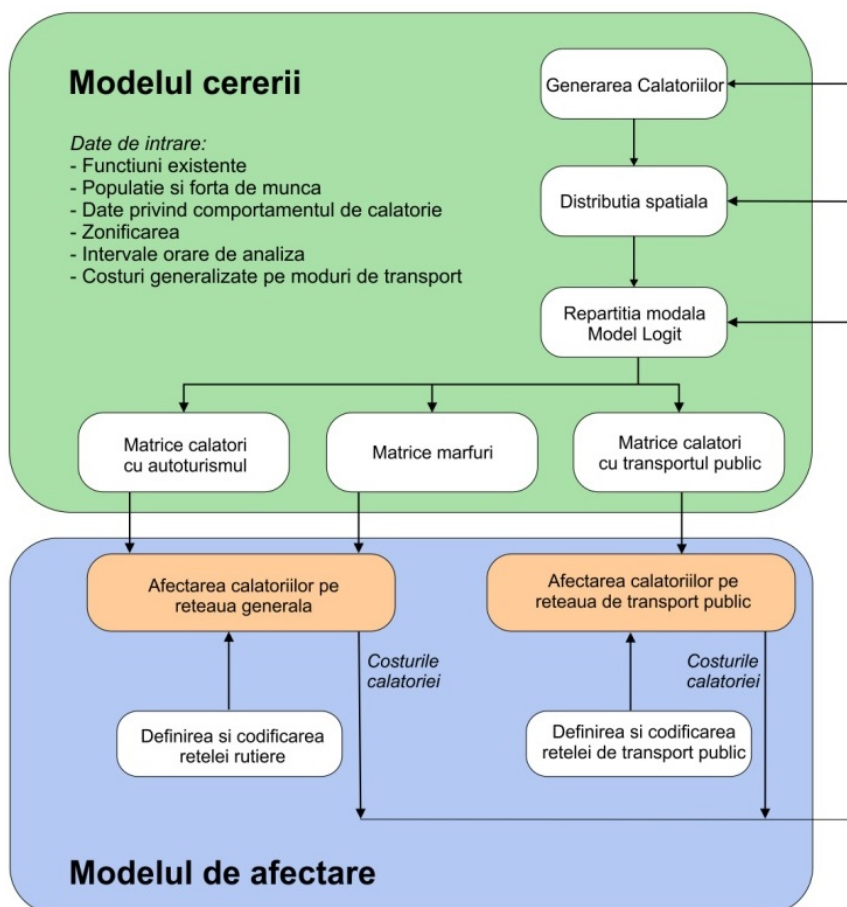 Modelul cererii
Date de intrare:
- Functiuni existente
- Populatie si forta de munca
- Date privind comportamentul de calatorie
- Zonificarea
- Intervale orare de analiza
- Costuri generalizate pe moduri de transport
Generarea Calatoriilor
Distributia spatiala
Repartitia modala
Model Logit
Matrice calatori
cu autoturismul
Matrice marfuri
Matrice calatori
cu transportul public
Afectarea calatoriilor pe
reteaua generala
Afectarea calatoriilor pe
reteaua de transport public
Costurile
calatoriei
Costurile
calatoriei
Definirea si codificarea
retelei rutiere
Definirea si codificarea
retelei de transport public
Modelul de afectare